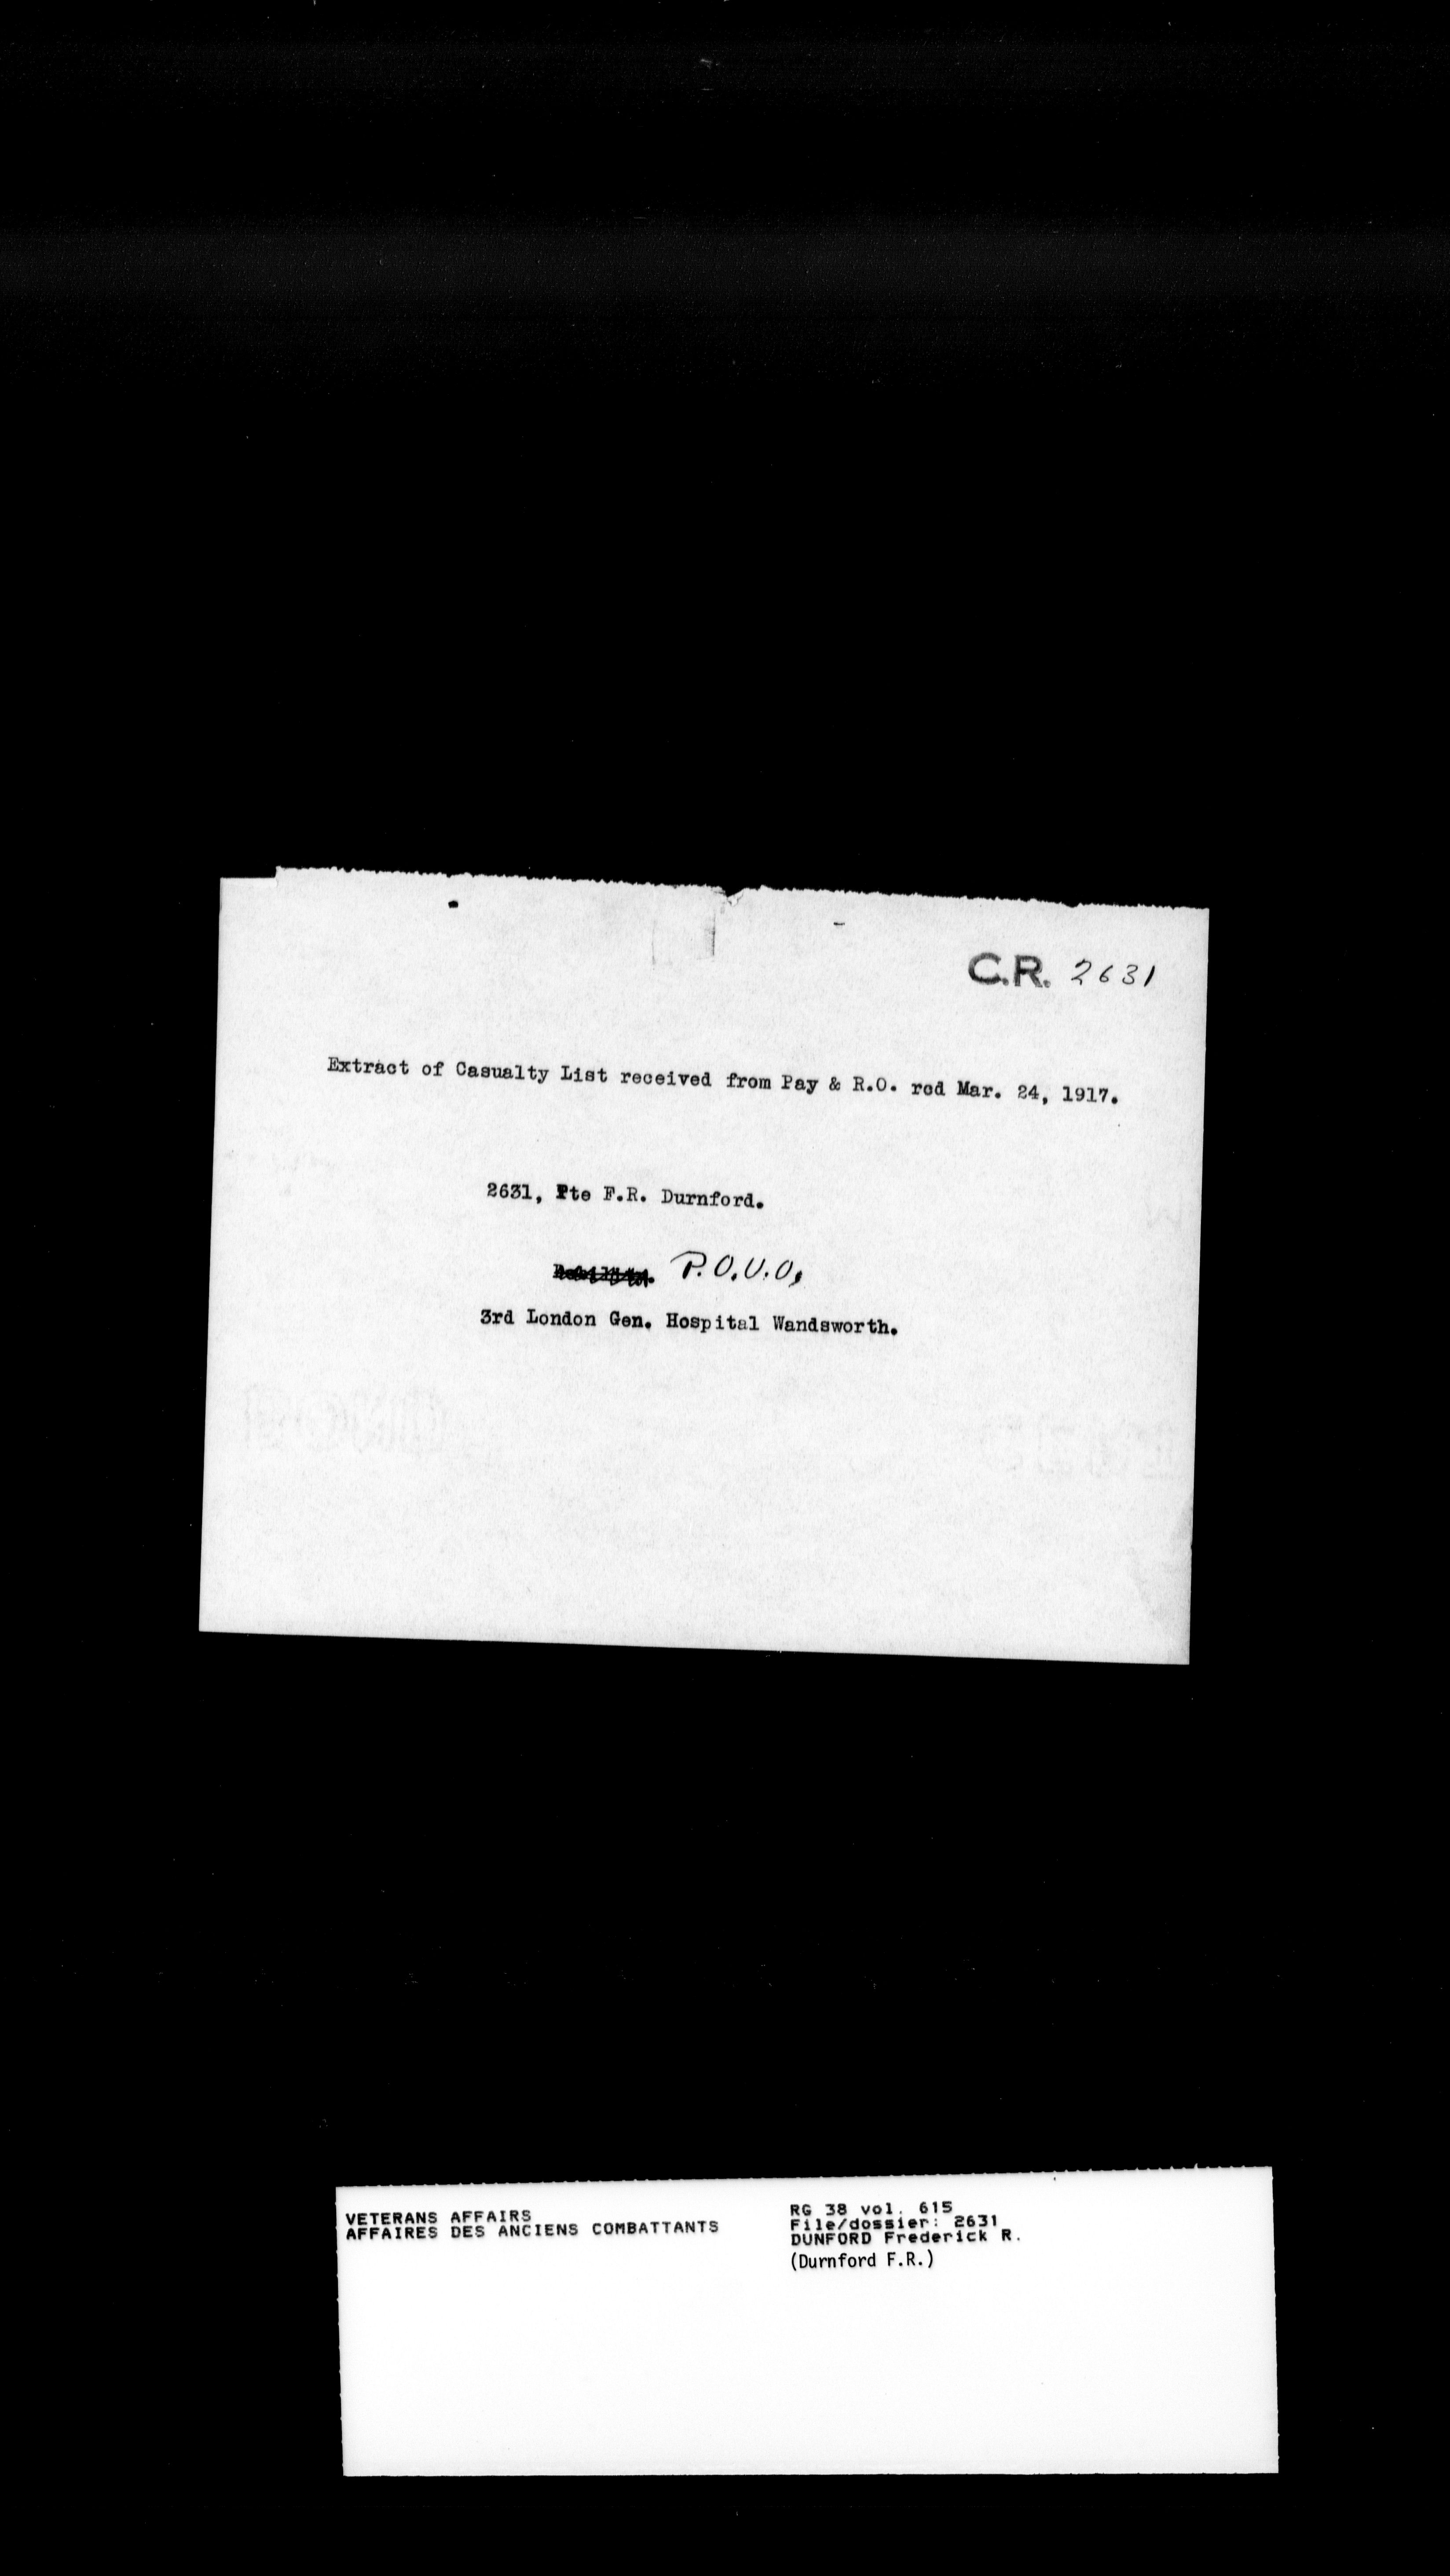 C.R. 2631
Extract of Casualty List received from Pay & R.O. rcd Mar. 24, 1917.
2631, Pte F.R. Durnford.
P.O.U.O.
3rd London Gen. Hospital Wandsworth.
VETERANS AFFAIRS
AFFAIRES DES ANCIENS COMBATTANTS
RG 38 vol. 615
File/dossier: 2631
DUNFORD Frederick R.
(Durnford F.R.)